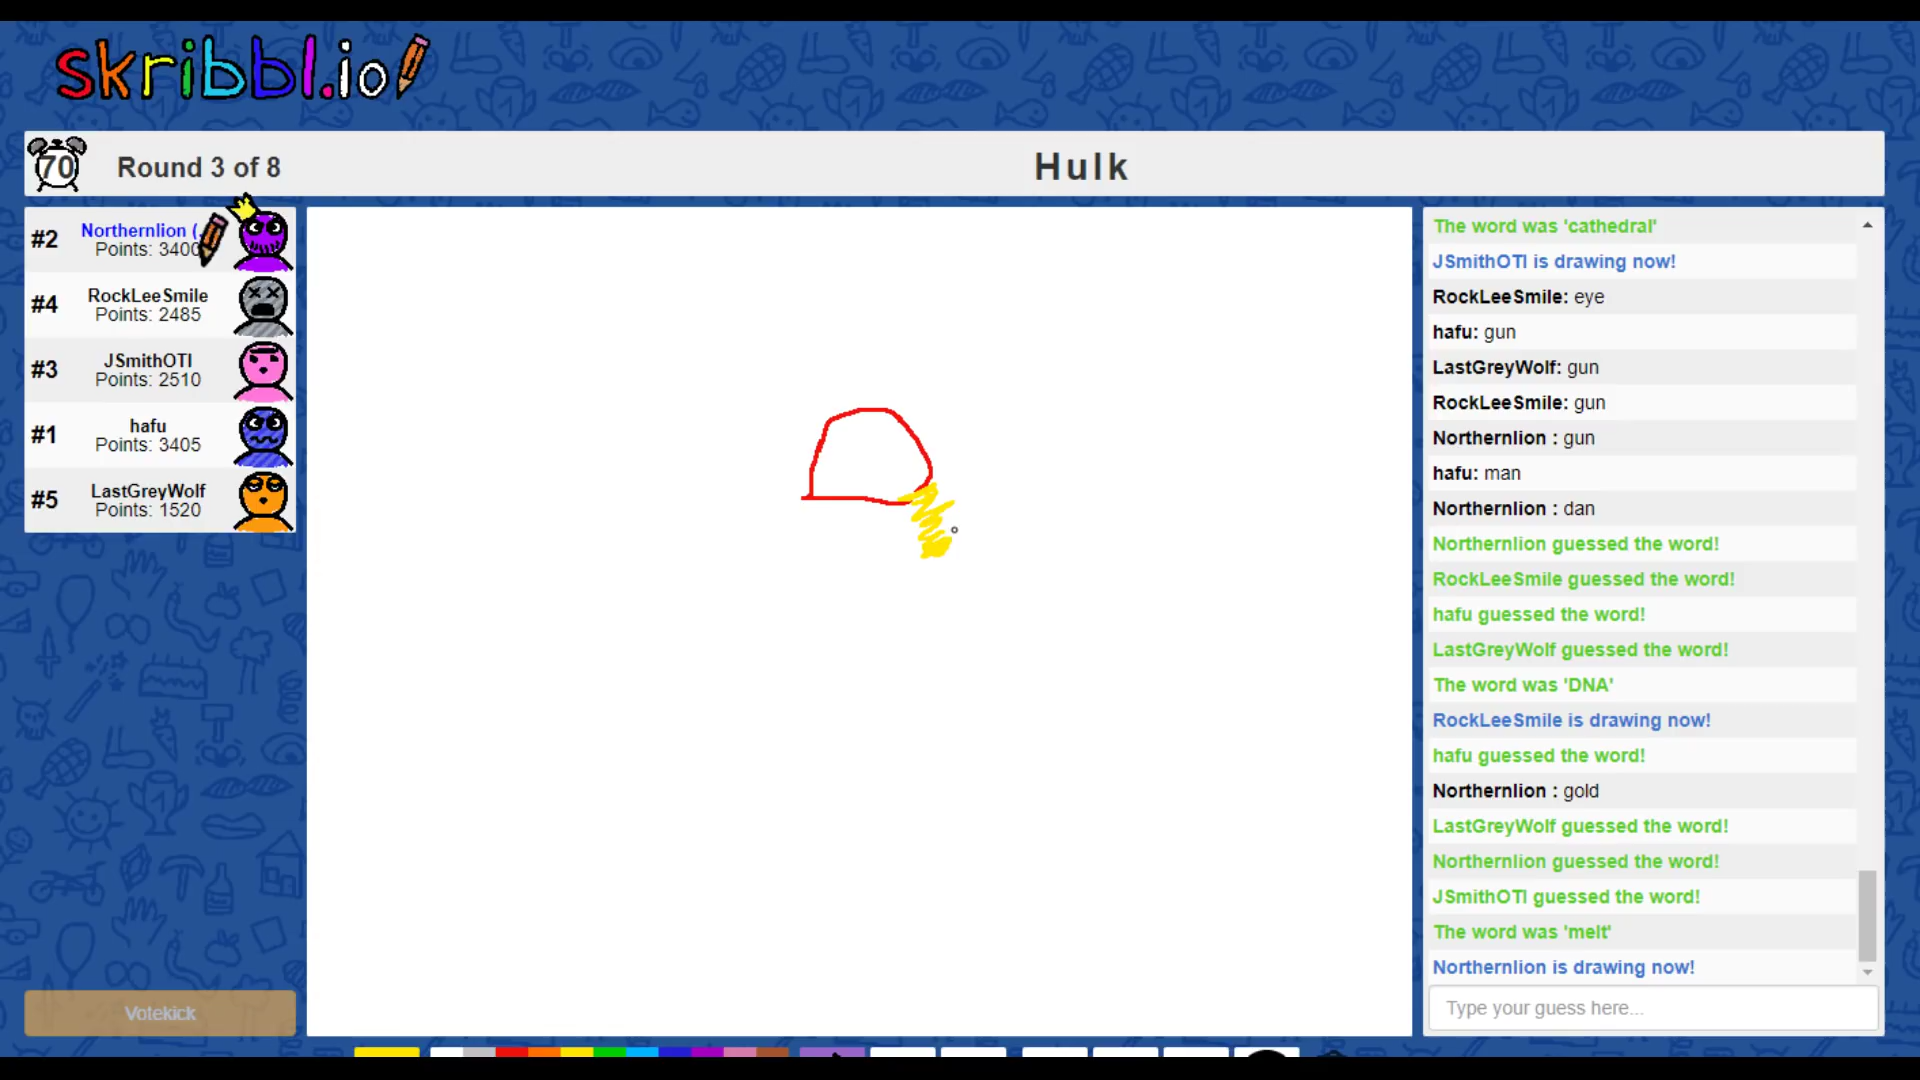 skribbl.io
70
Round 3 of 8
Hulk
#2
Northernlion (
Points: 3400
#4
RockLeeSmile
Points: 2485
#3
JSmithOTI
Points: 2510
#1
hafu
Points: 3405
#5
LastGreyWolf
Points: 1520
Votekick
The word was 'cathedral'
JSmithOTI is drawing now!
RockLeeSmile: eye
hafu: gun
LastGreyWolf: gun
RockLeeSmile: gun
Northernlion : gun
hafu: man
Northernlion : dan
Northernlion guessed the word!
RockLeeSmile guessed the word!
hafu guessed the word!
LastGreyWolf guessed the word!
The word was 'DNA'
RockLeeSmile is drawing now!
hafu guessed the word!
Northernlion : gold
LastGreyWolf guessed the word!
Northernlion guessed the word!
JSmithOTI guessed the word!
The word was 'melt'
Northernlion is drawing now!
Type your guess here...